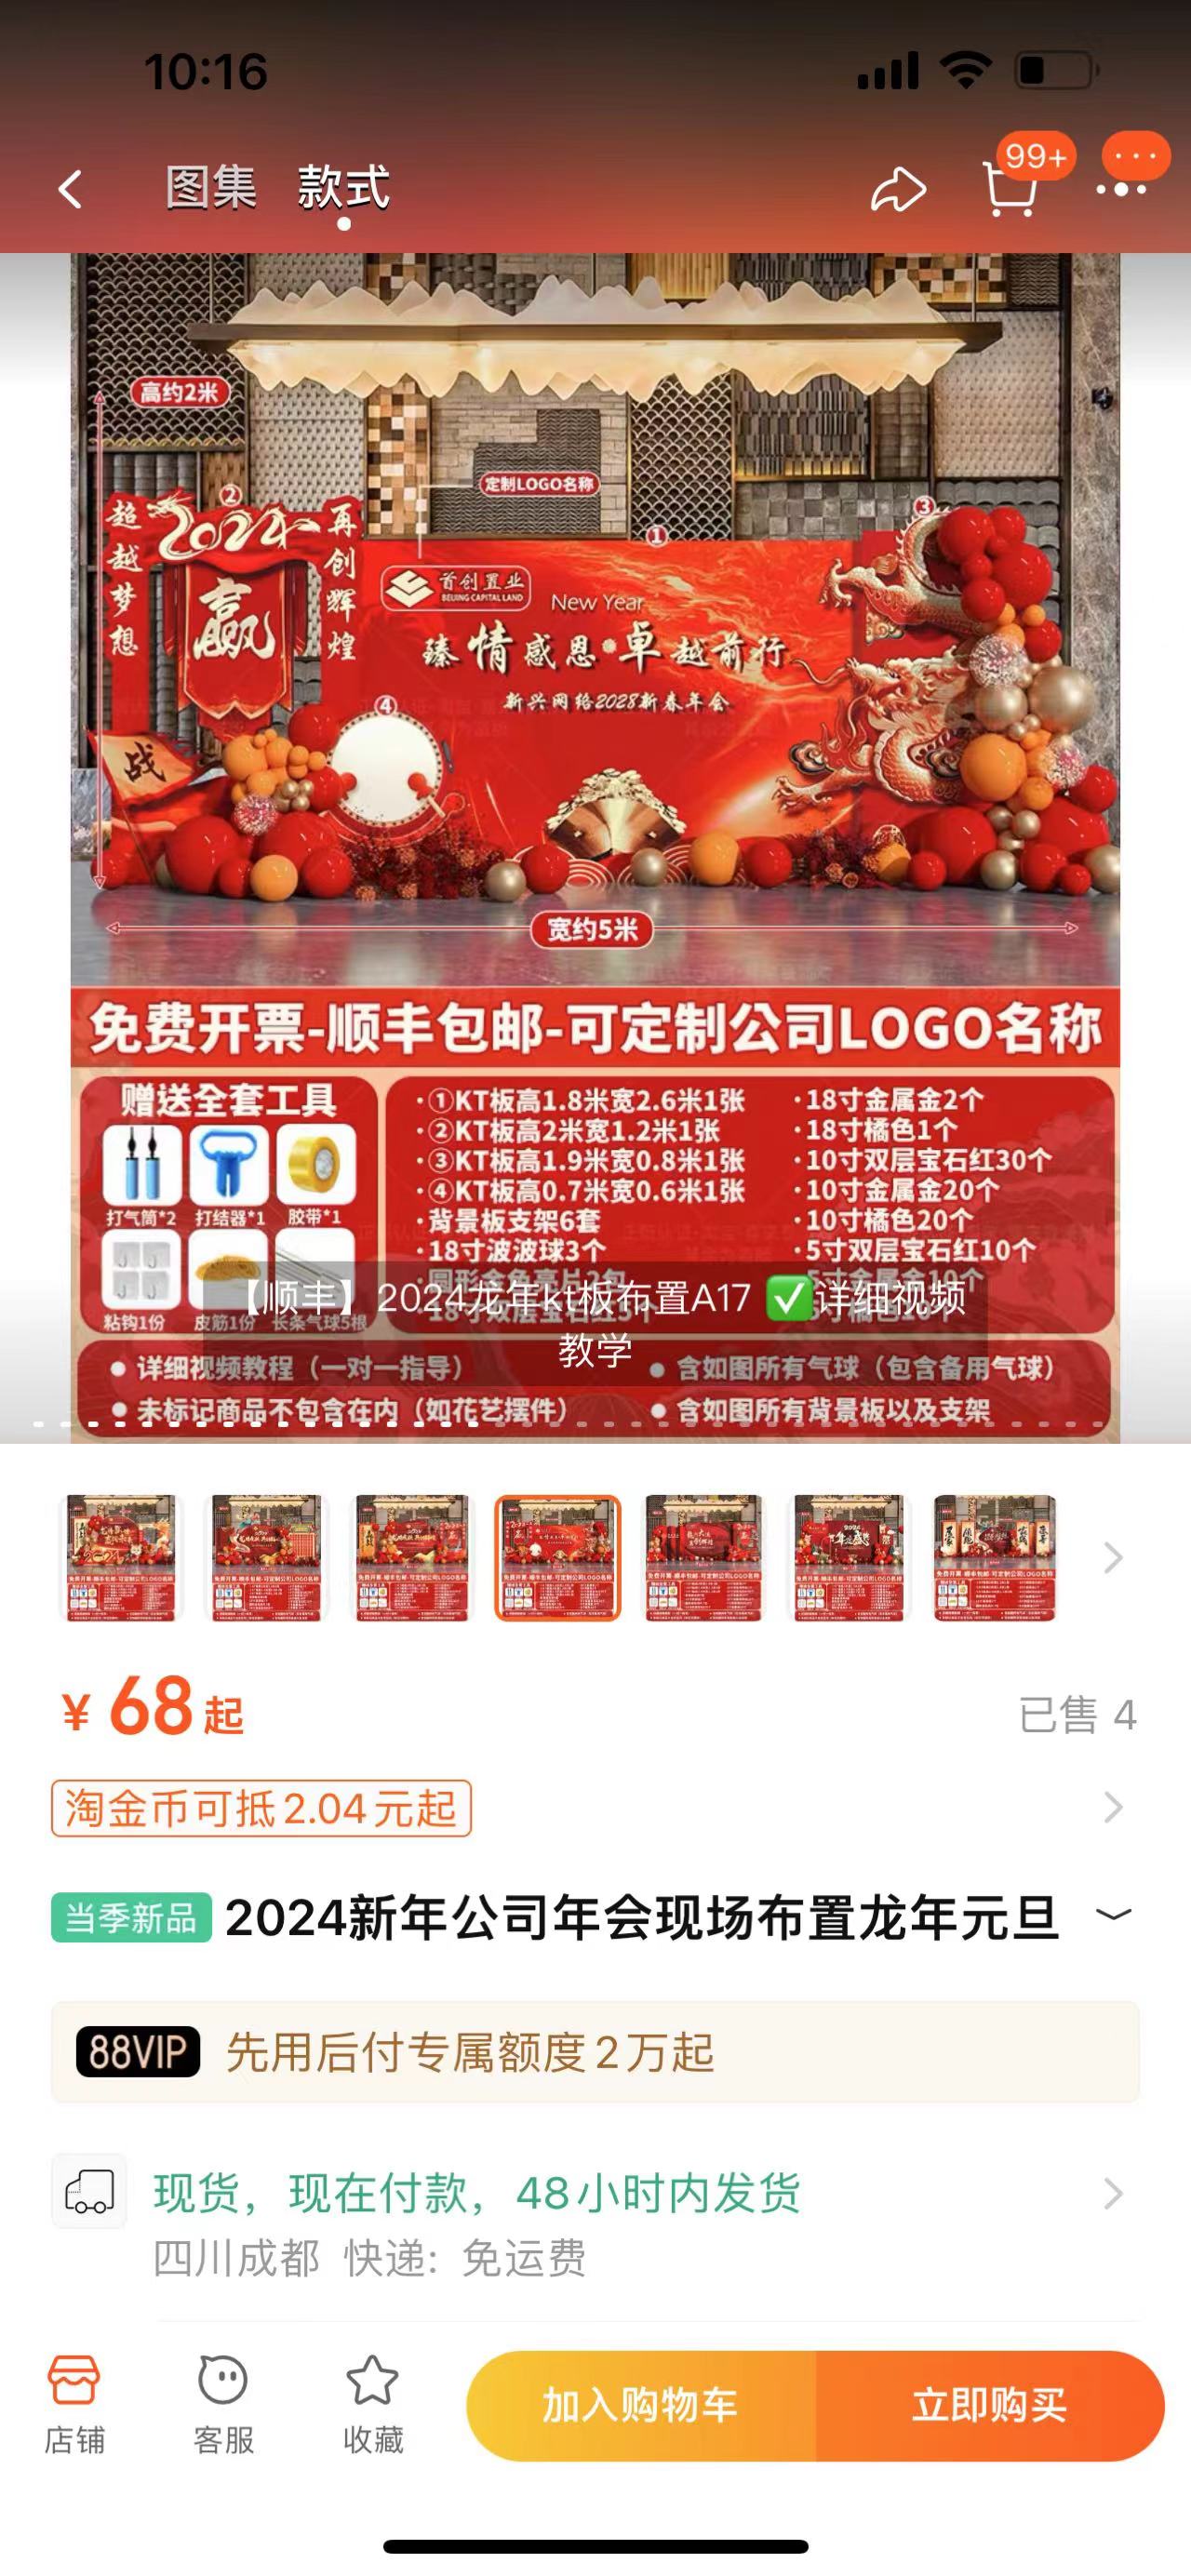 10:16
图集 款式
99+
高约2米
定制LOGO名称
①
②
③
④
超越梦想
2024
赢
再创辉煌
首创置业
BEIJING CAPITAL LAND
New Year
臻情感恩·卓越前行
新兴网络2028新春年会
战
宽约5米
免费开票-顺丰包邮-可定制公司LOGO名称
赠送全套工具
打气筒*2 打结器*1 胶带*1
粘钩1份 皮筋1份 长条气球5根
·①KT板高1.8米宽2.6米1张
·②KT板高2米宽1.2米1张
·③KT板高1.9米宽0.8米1张
·④KT板高0.7米宽0.6米1张
·背景板支架6套
·18寸波波球3个
·18寸金属金2个
·18寸橘色1个
·10寸双层宝石红30个
·10寸金属金20个
·10寸橘色20个
·5寸双层宝石红10个
【顺丰】2024龙年kt板布置A17 ✅详细视频
教学
● 详细视频教程（一对一指导）
● 含如图所有气球（包含备用气球）
● 未标记商品不包含在内（如花艺摆件）
● 含如图所有背景板以及支架
¥ 68起
已售 4
淘金币可抵2.04元起
当季新品 2024新年公司年会现场布置龙年元旦
88VIP 先用后付专属额度2万起
现货，现在付款，48小时内发货
四川成都 快递: 免运费
店铺 客服 收藏 加入购物车 立即购买